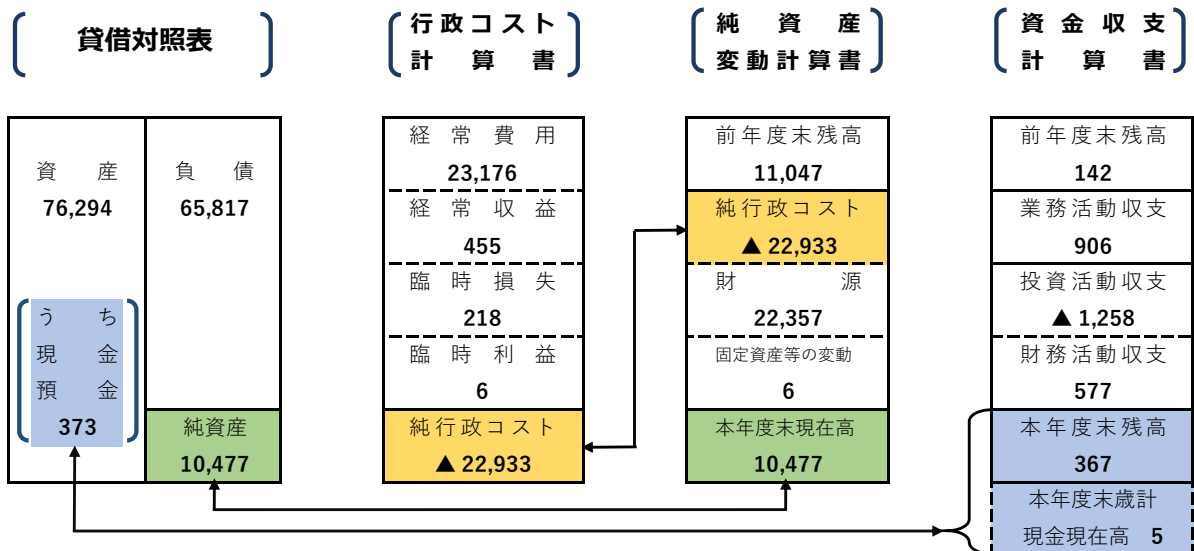 貸借対照表
資産
76,294
負債
65,817
うち
現金
預金
373
純資産
10,477
行政コスト
計算書
経常費用
23,176
経常収益
455
臨時損失
218
臨時利益
6
純行政コスト
▲ 22,933
純資産
変動計算書
前年度末残高
11,047
純行政コスト
▲ 22,933
財源
22,357
固定資産等の変動
6
本年度末現在高
10,477
資金収支
計算書
前年度末残高
142
業務活動収支
906
投資活動収支
▲ 1,258
財務活動収支
577
本年度末残高
367
本年度末歳計
現金現在高 5